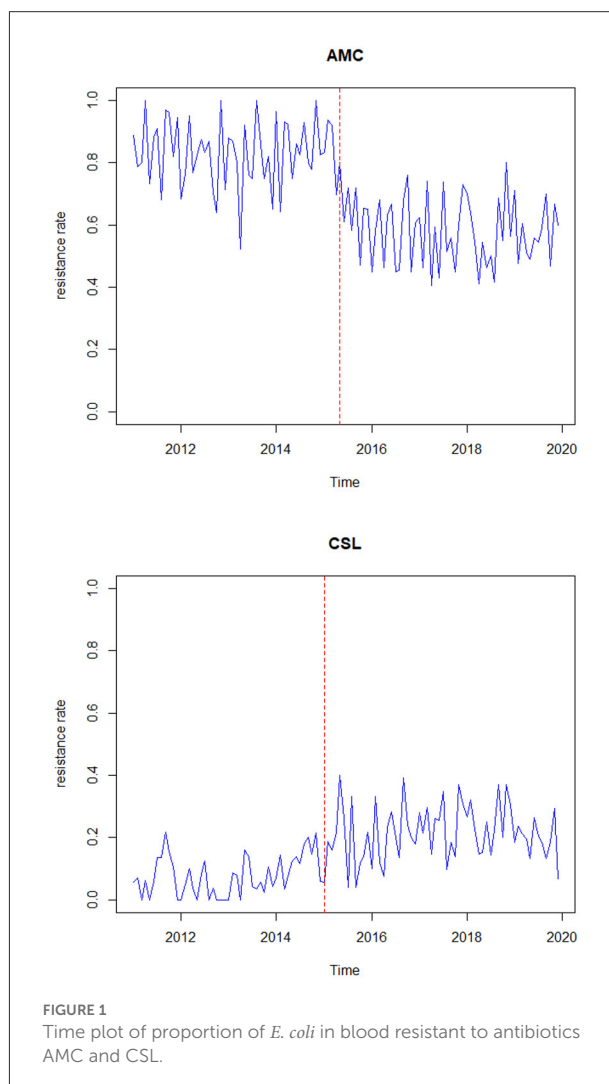 AMC
resistance rate
1.0
0.8
0.6
0.4
0.2
0.0
2012 2014 2016 2018 2020
Time
CSL
resistance rate
1.0
0.8
0.6
0.4
0.2
0.0
2012 2014 2016 2018 2020
Time
FIGURE 1
Time plot of proportion of E. coli in blood resistant to antibiotics
AMC and CSL.